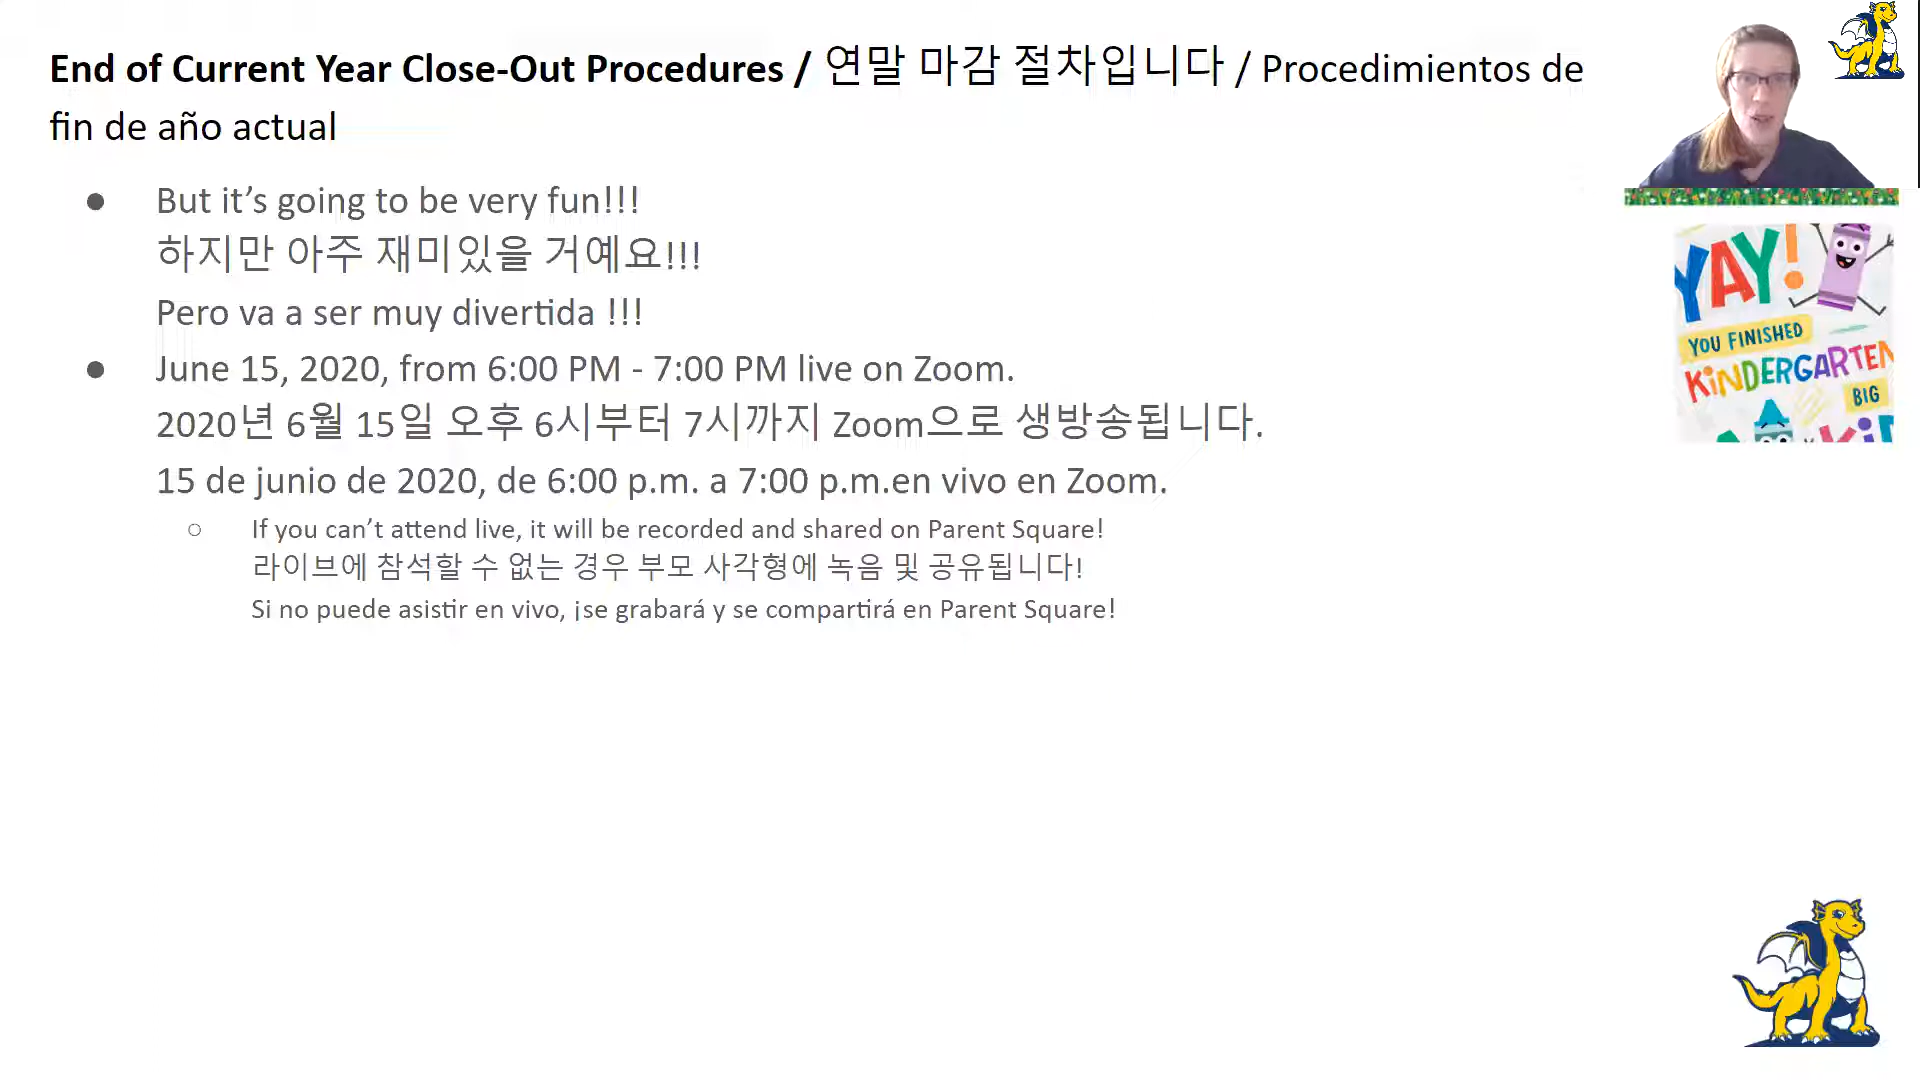 End of Current Year Close-Out Procedures / 연말 마감 절차입니다 / Procedimientos de
fin de año actual
● But it’s going to be very fun!!!
하지만 아주 재미있을 거예요!!!
Pero va a ser muy divertida !!!
● June 15, 2020, from 6:00 PM - 7:00 PM live on Zoom.
2020년 6월 15일 오후 6시부터 7시까지 Zoom으로 생방송됩니다.
15 de junio de 2020, de 6:00 p.m. a 7:00 p.m.en vivo en Zoom.
○ If you can’t attend live, it will be recorded and shared on Parent Square!
라이브에 참석할 수 없는 경우 부모 사각형에 녹음 및 공유됩니다!
Si no puede asistir en vivo, ¡se grabará y se compartirá en Parent Square!
YAY!
YOU FINISHED
KiNDERGARTEN
BIG